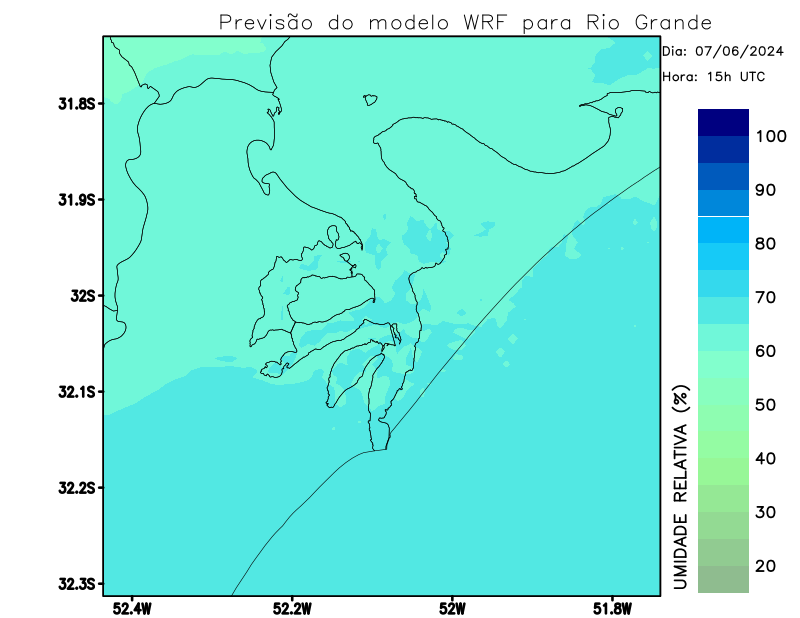 Previsão do modelo WRF para Rio Grande
Dia: 07/06/2024
Hora: 15h UTC
31.8S
31.9S
32S
32.1S
32.2S
32.3S
52.4W
52.2W
52W
51.8W
UMIDADE RELATIVA (%)
100
90
80
70
60
50
40
30
20